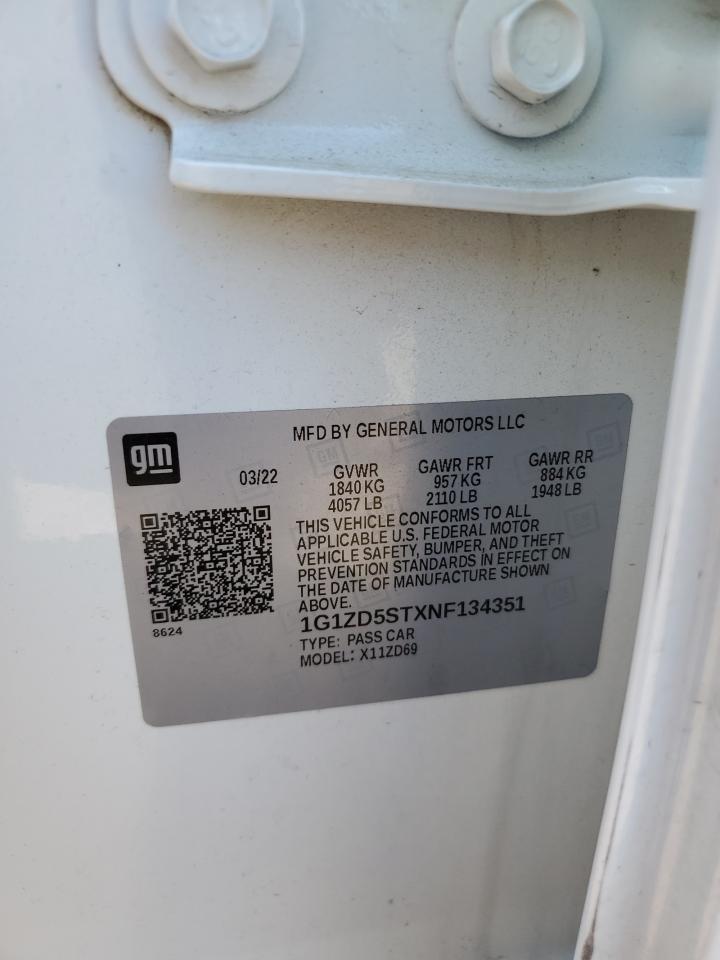 gm
MFD BY GENERAL MOTORS LLC
03/22
GVWR
1840 KG
4057 LB
GAWR FRT
957 KG
2110 LB
GAWR RR
884 KG
1948 LB
THIS VEHICLE CONFORMS TO ALL
APPLICABLE U.S. FEDERAL MOTOR
VEHICLE SAFETY, BUMPER, AND THEFT
PREVENTION STANDARDS IN EFFECT ON
THE DATE OF MANUFACTURE SHOWN
ABOVE.
8624
1G1ZD5STXNF134351
TYPE: PASS CAR
MODEL: X11ZD69